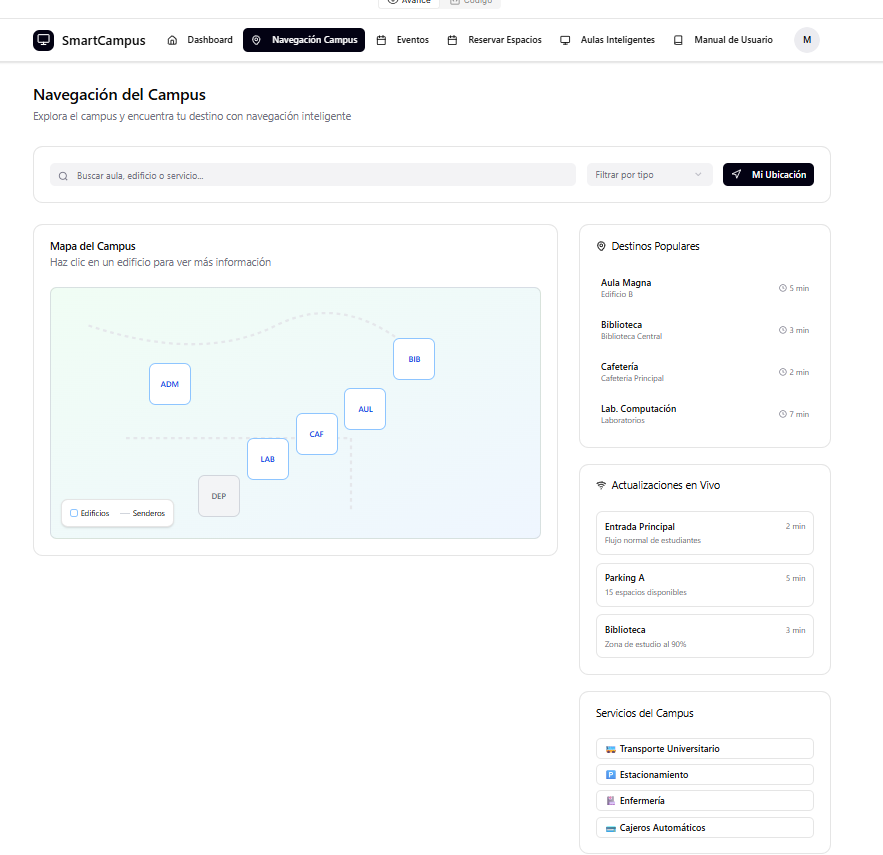 Avance Código
SmartCampus Dashboard Navegación Campus Eventos Reservar Espacios Aulas Inteligentes Manual de Usuario M
Navegación del Campus
Explora el campus y encuentra tu destino con navegación inteligente
Buscar aula, edificio o servicio... Filtrar por tipo Mi Ubicación
Mapa del Campus
Haz clic en un edificio para ver más información
BIB
ADM
AUL
CAF
LAB
DEP
Edificios Senderos
Destinos Populares
Aula Magna 5 min
Edificio B
Biblioteca 3 min
Biblioteca Central
Cafetería 2 min
Cafeteria Principal
Lab. Computación 7 min
Laboratorios
Actualizaciones en Vivo
Entrada Principal 2 min
Flujo normal de estudiantes
Parking A 5 min
15 espacios disponibles
Biblioteca 3 min
Zona de estudio al 90%
Servicios del Campus
Transporte Universitario
P Estacionamiento
Enfermería
Cajeros Automáticos